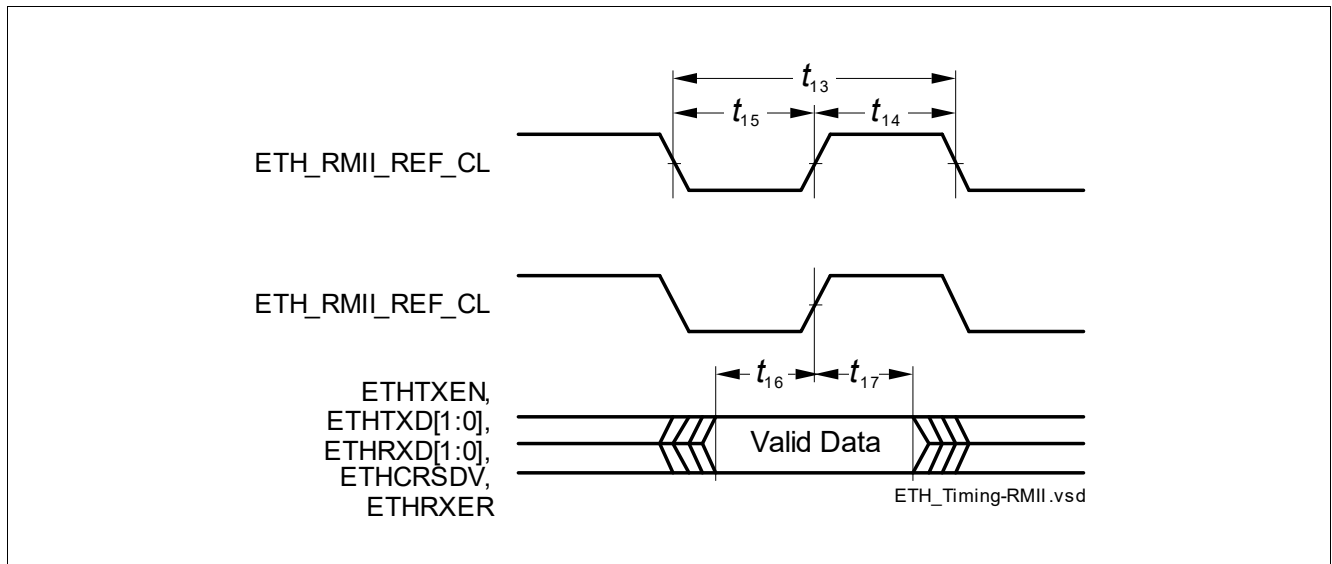 t13
t15
t14
ETH_RMII_REF_CL
ETH_RMII_REF_CL
t16
t17
ETHTXEN,
ETHTXD[1:0],
ETHRXD[1:0],
ETHCRSDV,
ETHRXER
Valid Data
ETH_Timing-RMII.vsd